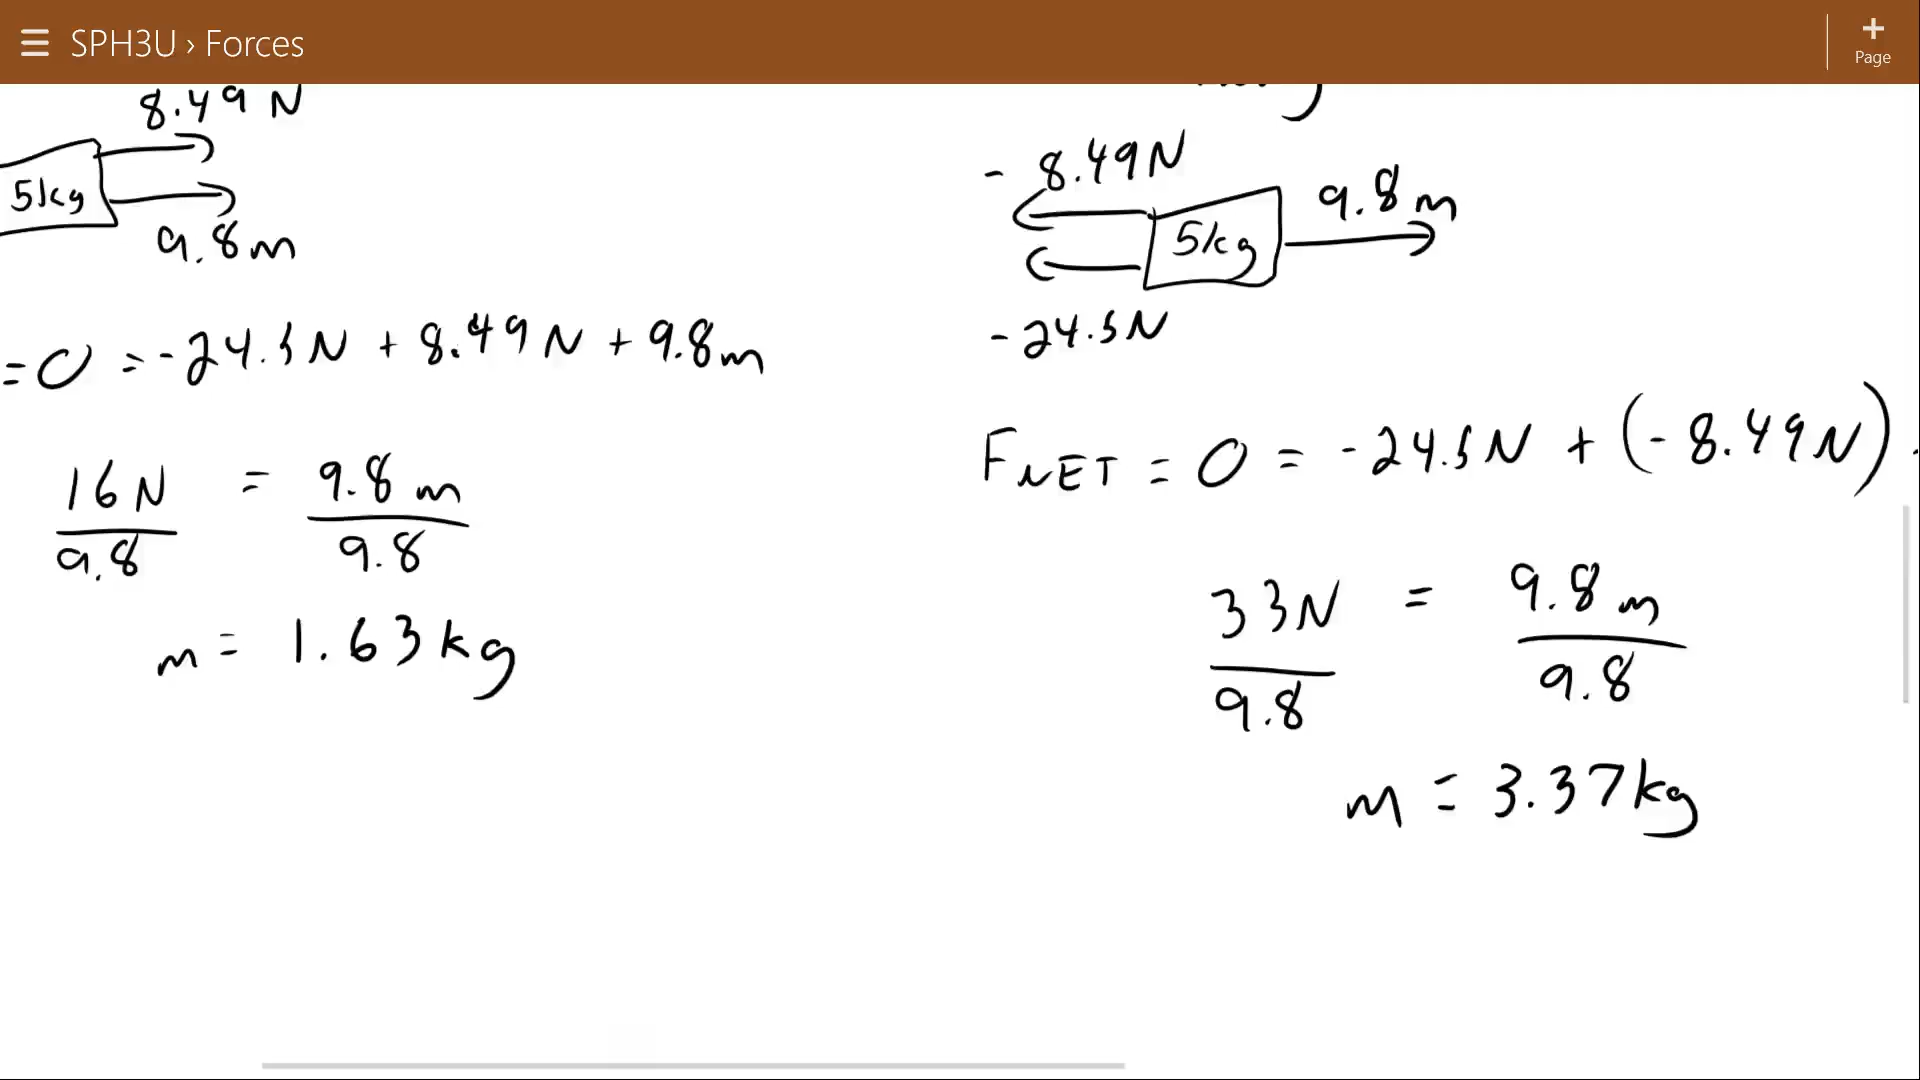 SPH3U › Forces
+
Page
8.49 N
5kg
9.8m
=0 = -24.5N + 8.49N + 9.8m
16N = 9.8m
9.8 9.8
m = 1.63kg
- 8.49N
5kg
9.8m
-24.5N
FNET = 0 = -24.5N + (-8.49N)
33N = 9.8m
9.8 9.8
m = 3.37kg